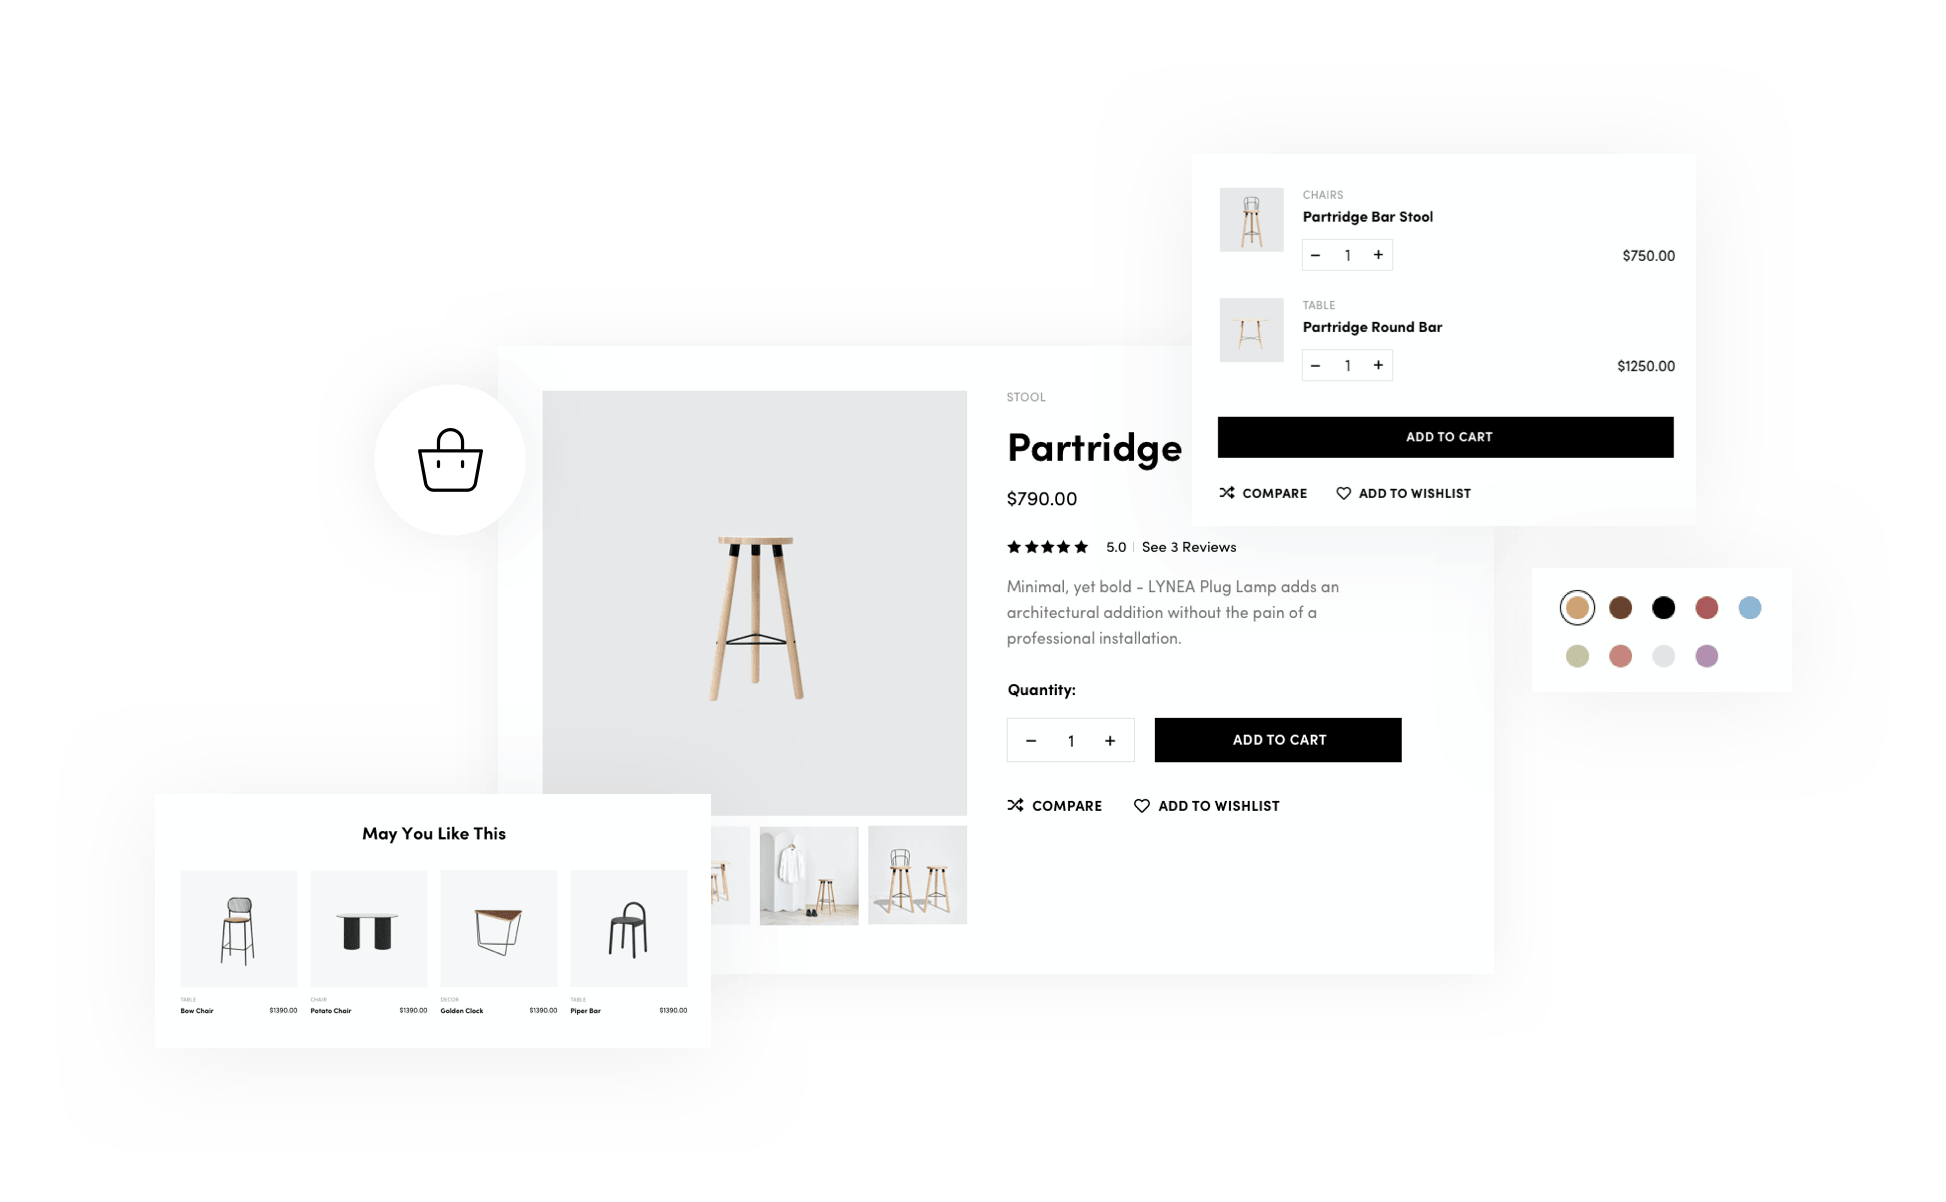 CHAIRS
Partridge Bar Stool
1
$750.00
TABLE
Partridge Round Bar
1
$1250.00
ADD TO CART
COMPARE
ADD TO WISHLIST
STOOL
Partridge
$790.00
5.0
See 3 Reviews
Minimal, yet bold - LYNEA Plug Lamp adds an
architectural addition without the pain of a
professional installation.
Quantity:
1
ADD TO CART
COMPARE
ADD TO WISHLIST
May You Like This
TABLE
Bow Chair
$1390.00
CHAIR
Potato Chair
$1390.00
DECOR
Golden Clock
$1390.00
TABLE
Piper Bar
$1390.00